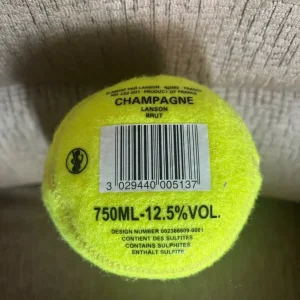 CHAMPAGNE
LANSON
BRUT
3 029440 005137
750ML-12.5%VOL.
DESIGN NUMBER 002366609-0001
CONTIENT DES SULFITES
CONTAINS SULPHITES
ENTHÄLT SULFITE